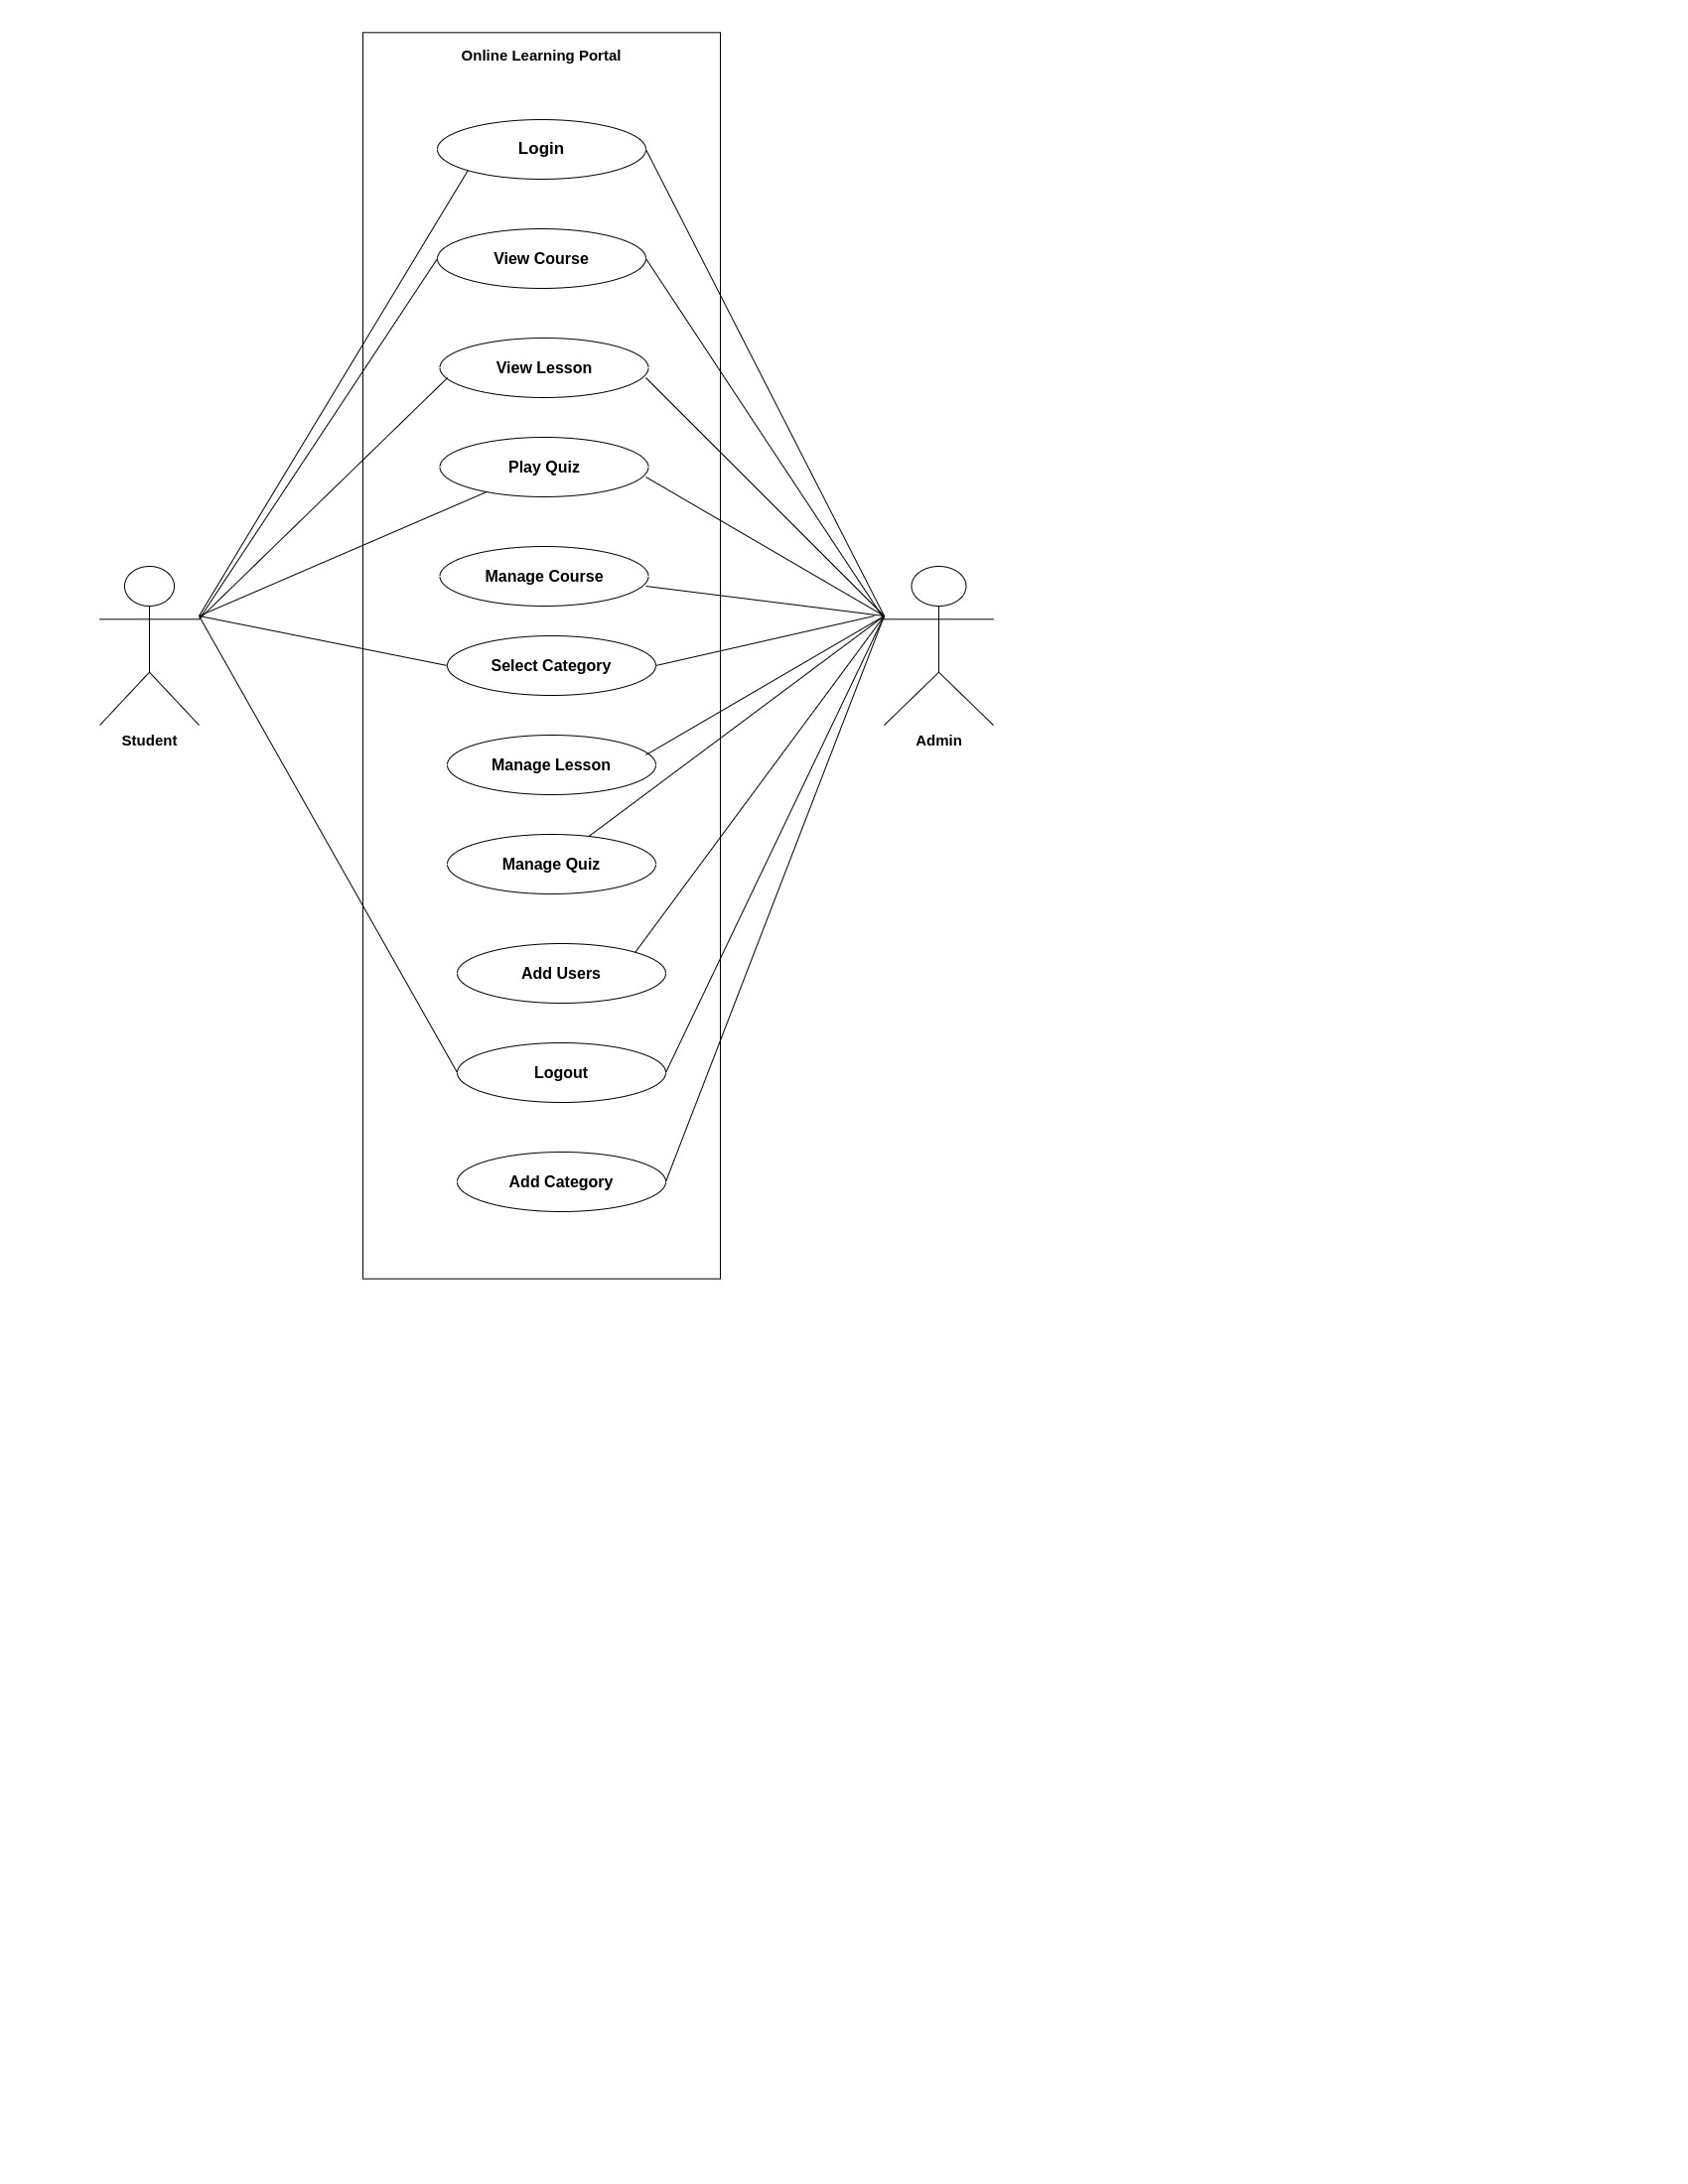 Online Learning Portal
Login
View Course
View Lesson
Play Quiz
Manage Course
Select Category
Student
Admin
Manage Lesson
Manage Quiz
Add Users
Logout
Add Category